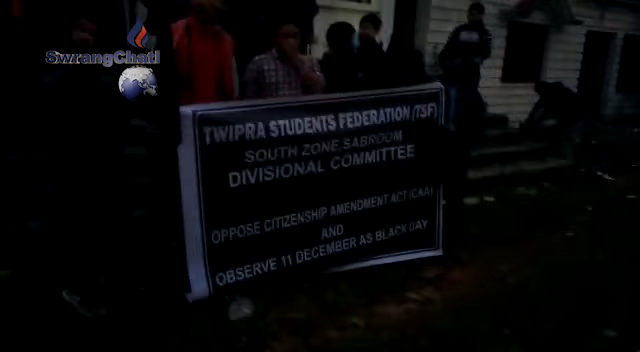 SwrangChati
TWIPRA STUDENTS FEDERATION (TSF)
SOUTH ZONE, SABROOM
DIVISIONAL COMMITTEE
OPPOSE CITIZENSHIP AMENDMENT ACT (CAA)
AND
OBSERVE 11 DECEMBER AS BLACK DAY